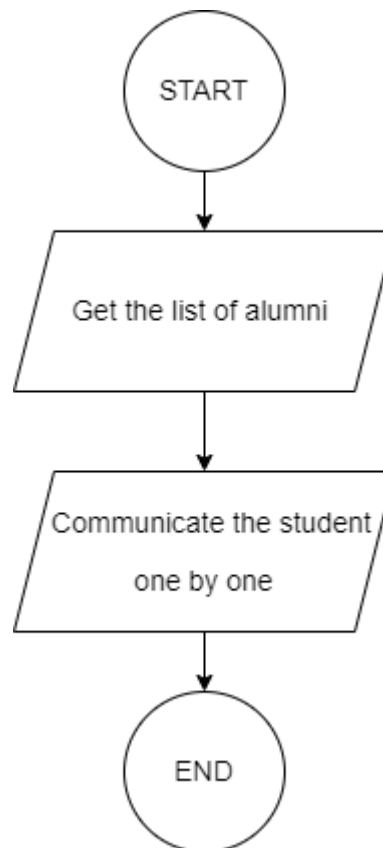 START
Get the list of alumni
Communicate the student
one by one
END